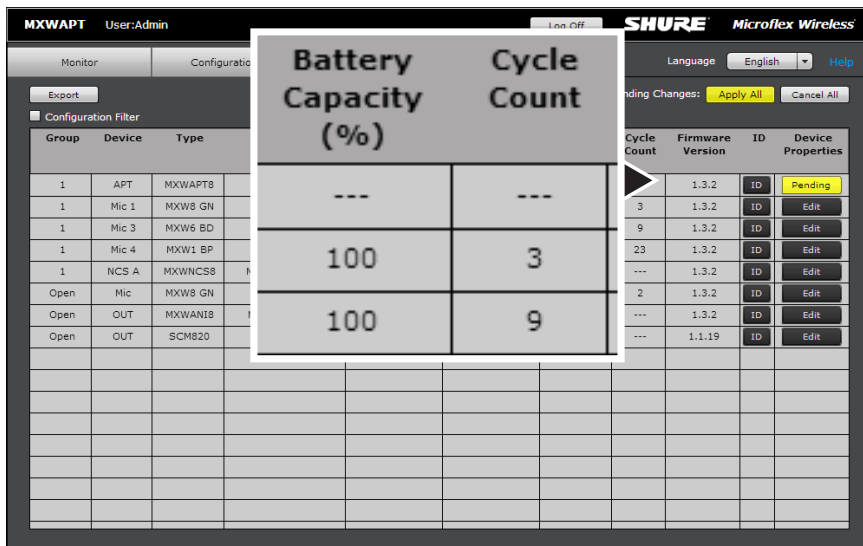 MXWAPT User:Admin Log Off SHURE Microflex Wireless
Monitor Language English Help
Export Apply All Cancel All
Configuration Filter
Group Device Type Cycle Count Firmware Version ID Device Properties
1 APT MXWAPT8 1.3.2 ID Pending
1 Mic 1 MXW8 GN 3 1.3.2 ID Edit
1 Mic 3 MXW6 BD 9 1.3.2 ID Edit
1 Mic 4 MXW1 BP 23 1.3.2 ID Edit
1 NCS A MXWNCS8 --- 1.3.2 ID Edit
Open Mic MXW8 GN 2 1.3.2 ID Edit
Open OUT MXWANI8 --- 1.3.2 ID Edit
Open OUT SCM820 --- 1.1.19 ID Edit
Battery Capacity (%) Cycle Count
--- ---
100 3
100 9